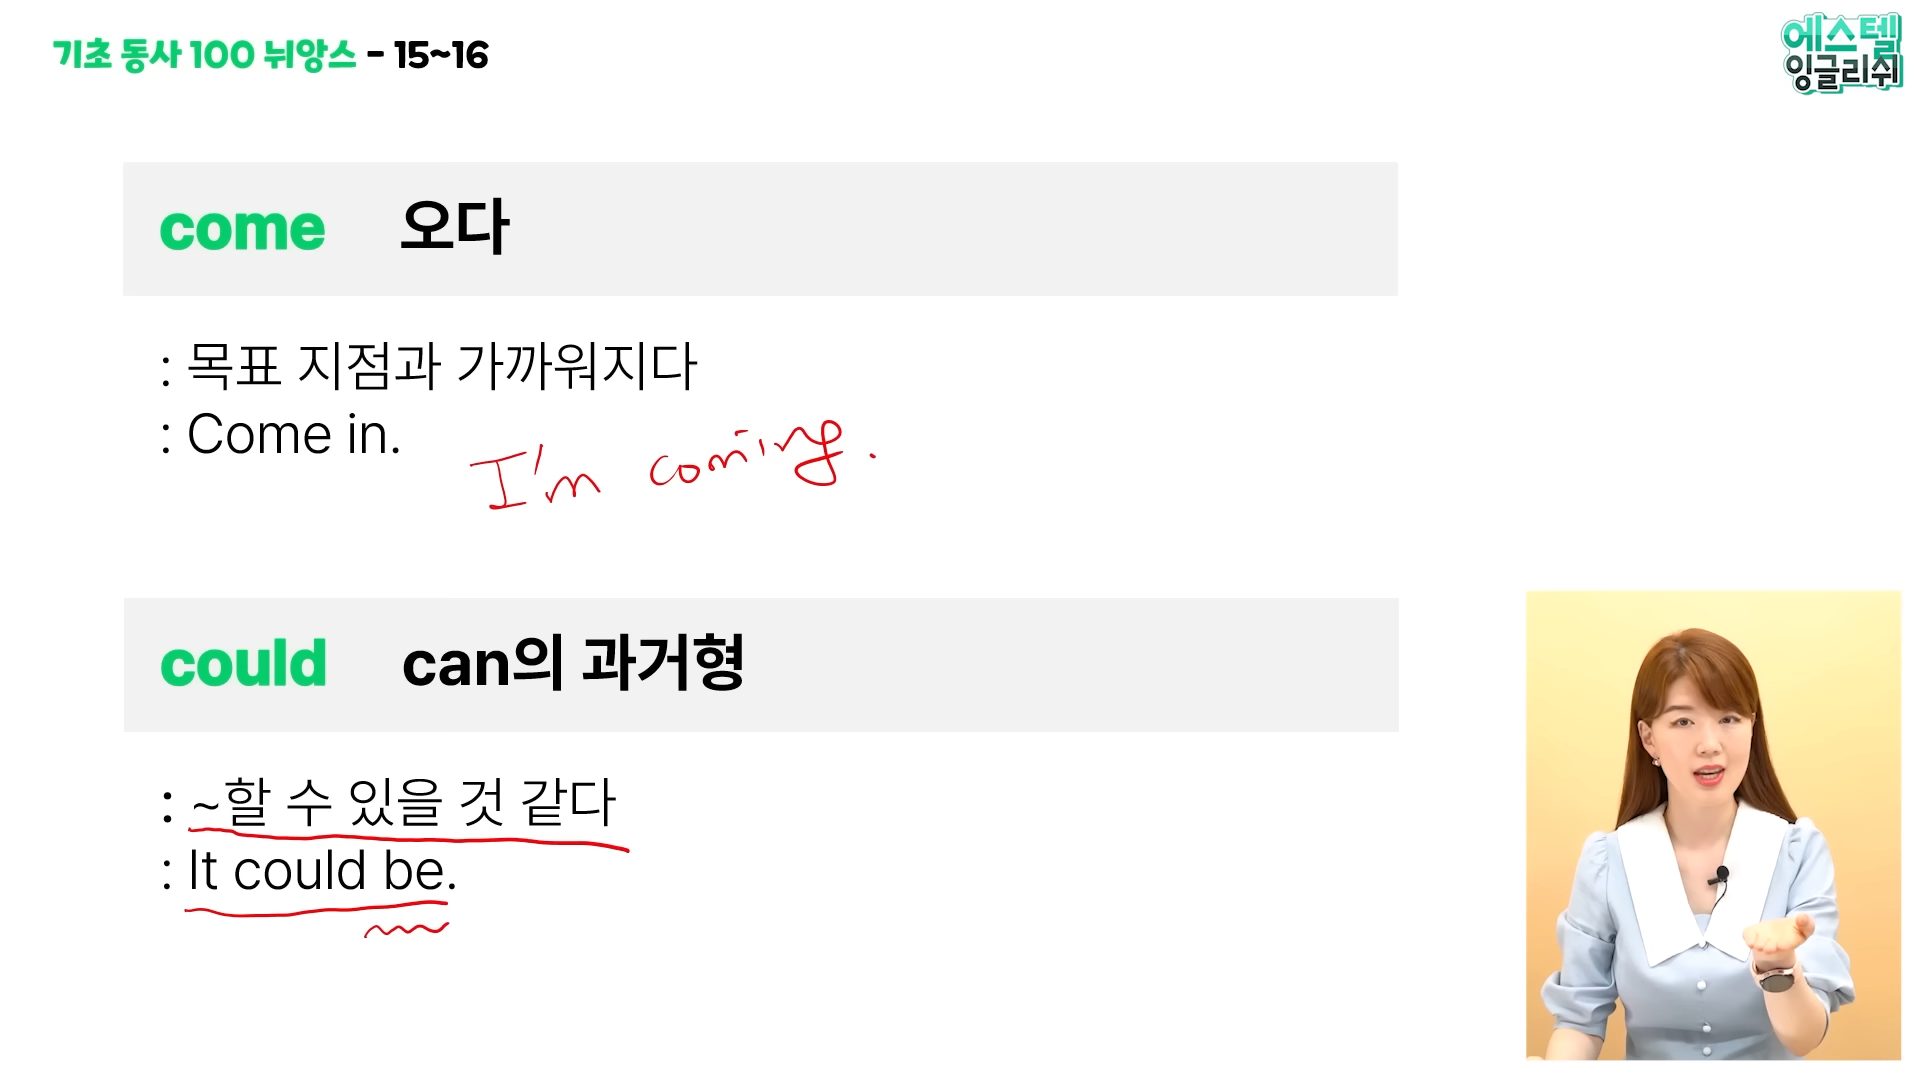 기초 동사 100 뉘앙스 - 15~16
에스텔
잉글리쉬
come 오다
: 목표 지점과 가까워지다
: Come in.
I'm coming.
could can의 과거형
: ~할 수 있을 것 같다
: It could be.